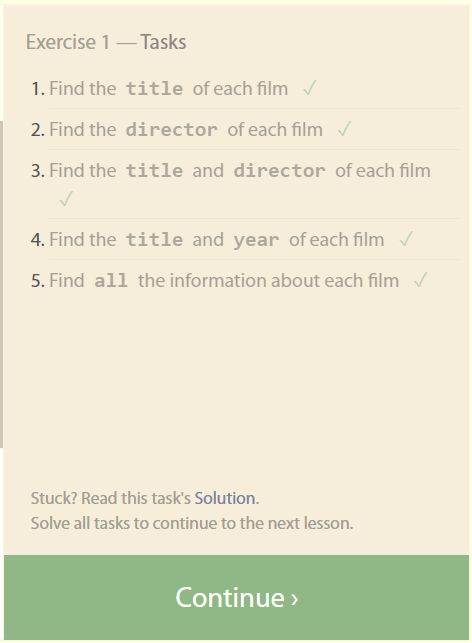 Exercise 1 — Tasks
1. Find the title of each film ✓
2. Find the director of each film ✓
3. Find the title and director of each film
✓
4. Find the title and year of each film ✓
5. Find all the information about each film ✓
Stuck? Read this task's Solution.
Solve all tasks to continue to the next lesson.
Continue ›